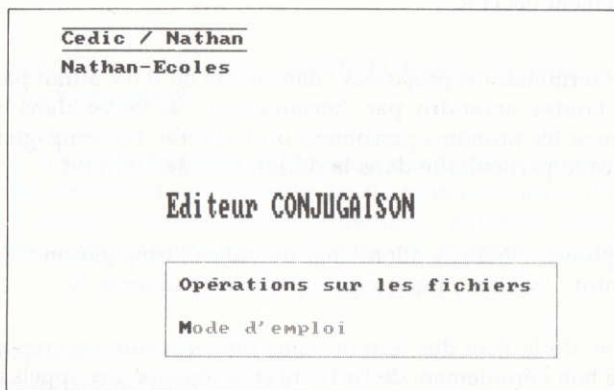 Cedic / Nathan
Nathan-Ecoles
Editeur CONJUGAISON
Opérations sur les fichiers
Mode d'emploi